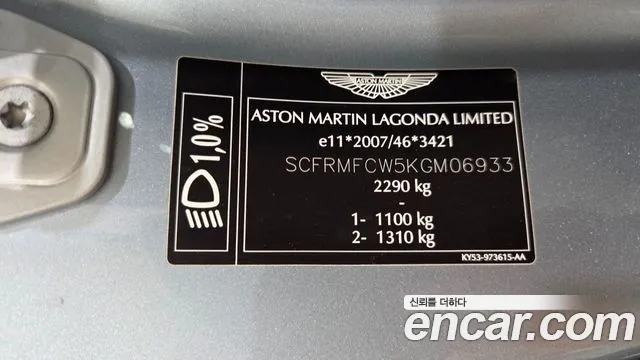 ASTON MARTIN
ASTON MARTIN LAGONDA LIMITED
e11*2007/46*3421
SCFRMFCW5KGM06933
2290 kg
-
1- 1100 kg
2- 1310 kg
1,0%
KY53-973615-AA
신뢰를 더하다
encar.com